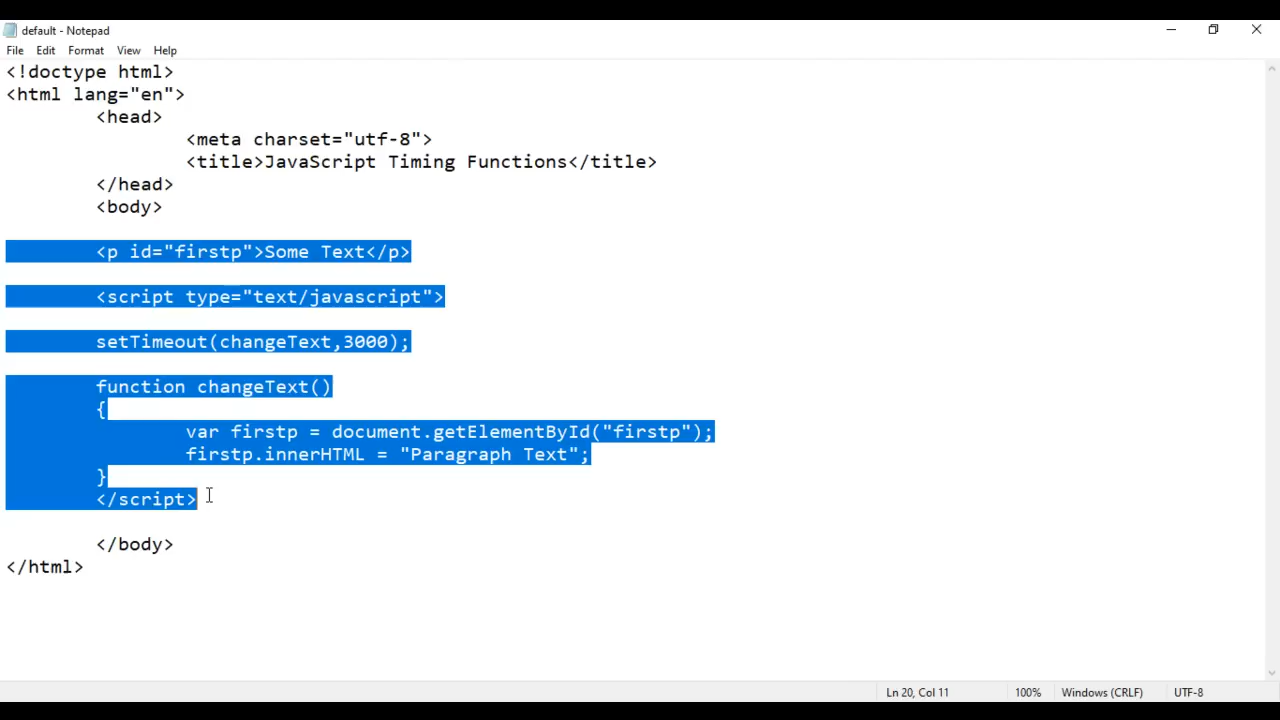 default - Notepad
File Edit Format View Help
<!doctype html>
<html lang="en">
<head>
<meta charset="utf-8">
<title>JavaScript Timing Functions</title>
</head>
<body>
<p id="firstp">Some Text</p>
<script type="text/javascript">
setTimeout(changeText,3000);
function changeText()
{
var firstp = document.getElementById("firstp");
firstp.innerHTML = "Paragraph Text";
}
</script>
</body>
</html>
Ln 20, Col 11 100% Windows (CRLF) UTF-8